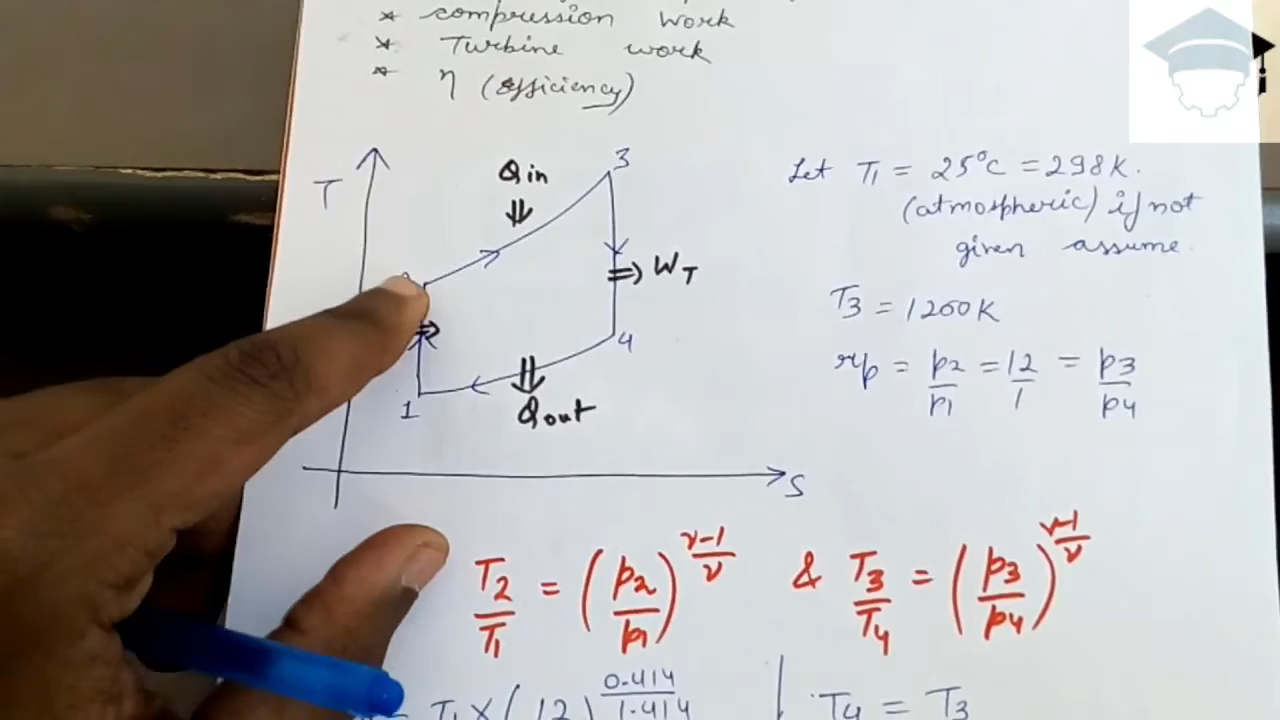 * compression work
* Turbine work
* η (efficiency)
T
Qin
3
WT
4
1
Qout
S
Let T1 = 25°C = 298K.
(atmospheric) if not
given assume.
T3 = 1200K
rp = p2/p1 = 12/1 = p3/p4
T2/T1 = (p2/p1)^(γ-1/γ) & T3/T4 = (p3/p4)^(γ-1/γ)
= T1 × (12)^(0.414/1.414)
T4 = T3